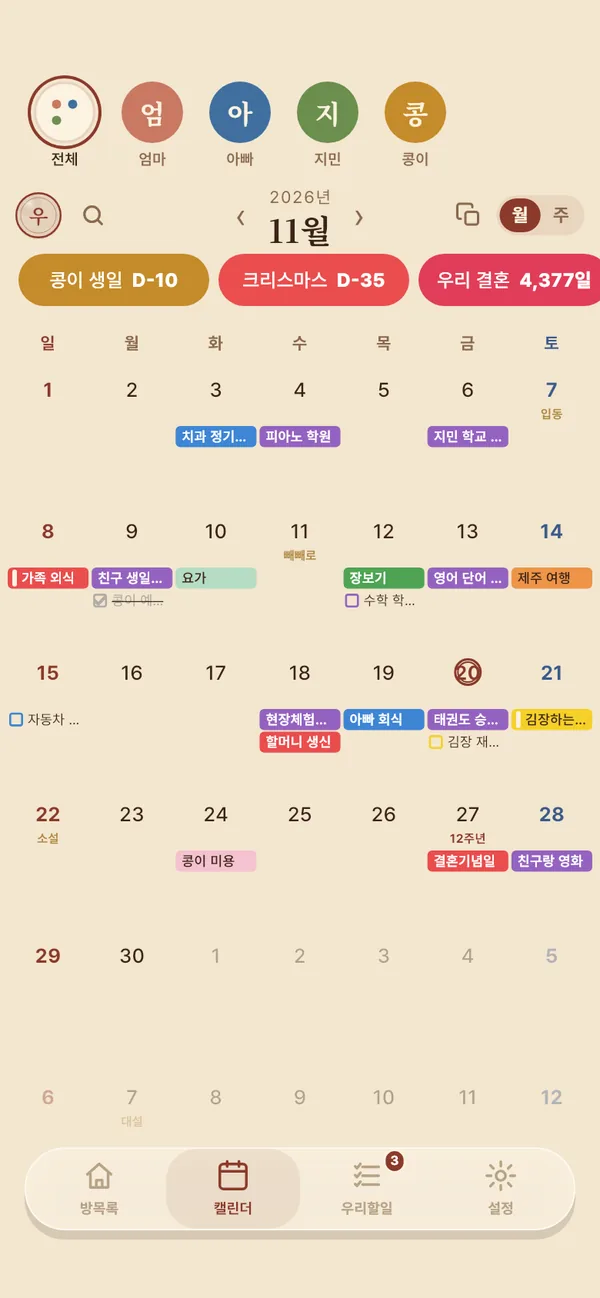 엄 아 지 콩
전체 엄마 아빠 지민 콩이
2026년
우 ‹ 11월 › 월 주
콩이 생일 D-10 크리스마스 D-35 우리 결혼 4,377일
일 월 화 수 목 금 토
1 2 3 4 5 6 7
입동
치과 정기... 피아노 학원 지민 학교 ...
8 9 10 11 12 13 14
빼빼로
가족 외식 친구 생일... 요가 장보기 영어 단어 ... 제주 여행
콩이 예... 수학 학...
15 16 17 18 19 20 21
자동차 ... 현장체험... 아빠 회식 태권도 승... 김장하는...
할머니 생신 김장 재...
22 23 24 25 26 27 28
소설 12주년
콩이 미용 결혼기념일 친구랑 영화
29 30 1 2 3 4 5
6 7 8 9 10 11 12
대설
3
방목록 캘린더 우리할일 설정